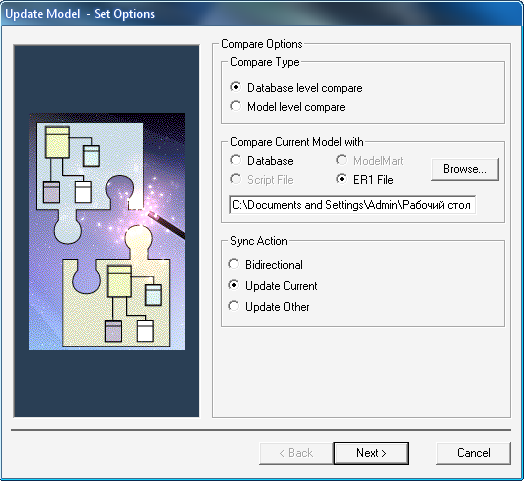 Update Model - Set Options
Compare Options
Compare Type
Database level compare
Model level compare
Compare Current Model with
Database
ModelMart
Script File
ER1 File
Browse...
C:\Documents and Settings\Admin\Рабочий стол
Sync Action
Bidirectional
Update Current
Update Other
< Back
Next >
Cancel